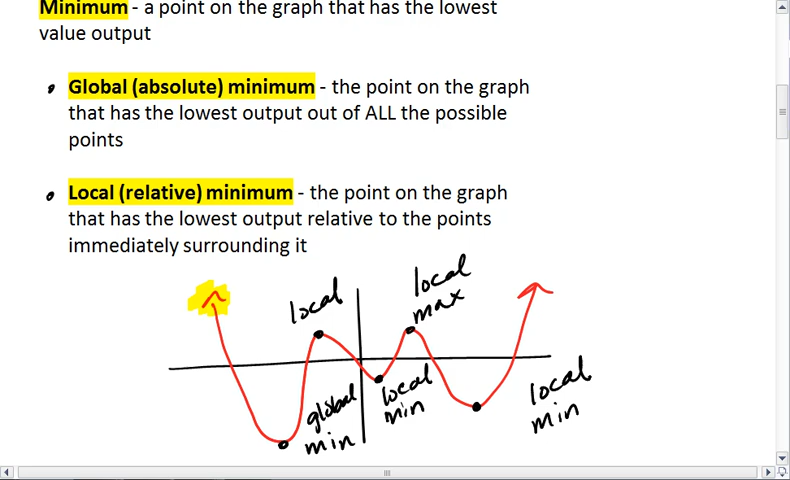 Minimum - a point on the graph that has the lowest
value output
Global (absolute) minimum - the point on the graph
that has the lowest output out of ALL the possible
points
Local (relative) minimum - the point on the graph
that has the lowest output relative to the points
immediately surrounding it
local
local
max
global
min
local
min
local
min